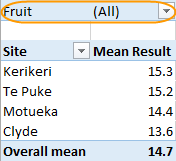 Fruit (All)
Site Mean Result
Kerikeri 15.3
Te Puke 15.2
Motueka 14.4
Clyde 13.6
Overall mean 14.7